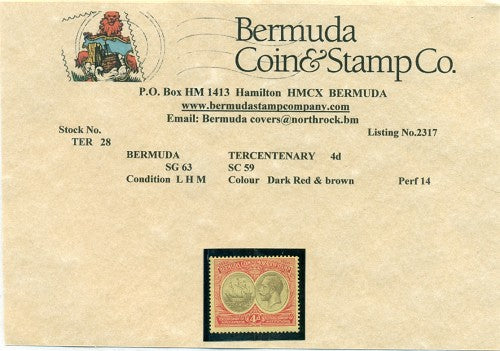 Bermuda
Coin&Stamp Co.
P.O. Box HM 1413 Hamilton HMCX BERMUDA
www.bermudastampcompany.com
Email: Bermuda covers@northrock.bm
Stock No. Listing No.2317
TER 28
BERMUDA TERCENTENARY 4d
SG 63 SC 59
Condition L H M Colour Dark Red & brown Perf 14
4d